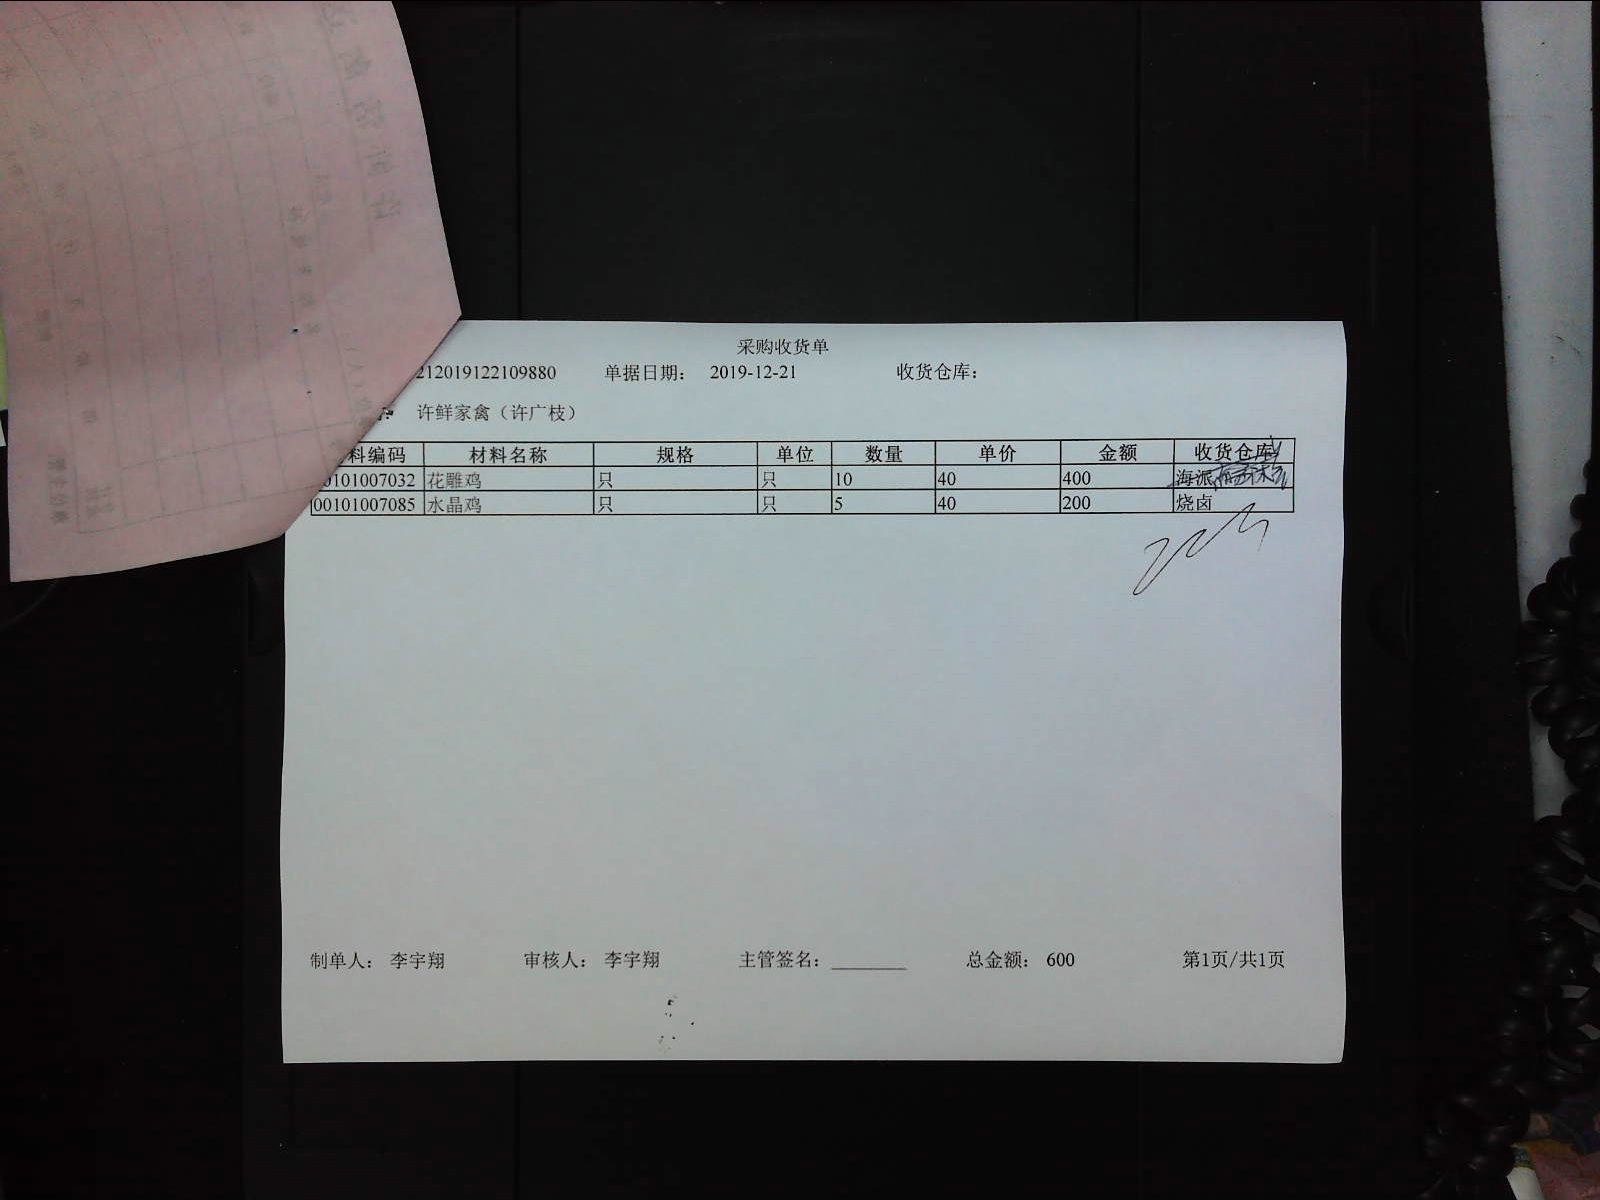 采购收货单
212019122109880 单据日期： 2019-12-21 收货仓库：
许鲜家禽（许广枝）
料编码 材料名称 规格 单位 数量 单价 金额 收货仓库
0101007032 花雕鸡 只 只 10 40 400 海派
00101007085 水晶鸡 只 只 5 40 200 烧卤
制单人： 李宇翔 审核人： 李宇翔 主管签名： 总金额： 600 第1页/共1页